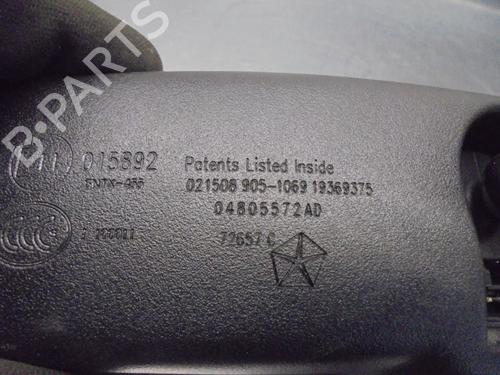 B-PARTS
015892
Patents Listed Inside
021508 905-1069 19369375
04805572AD
72657 C